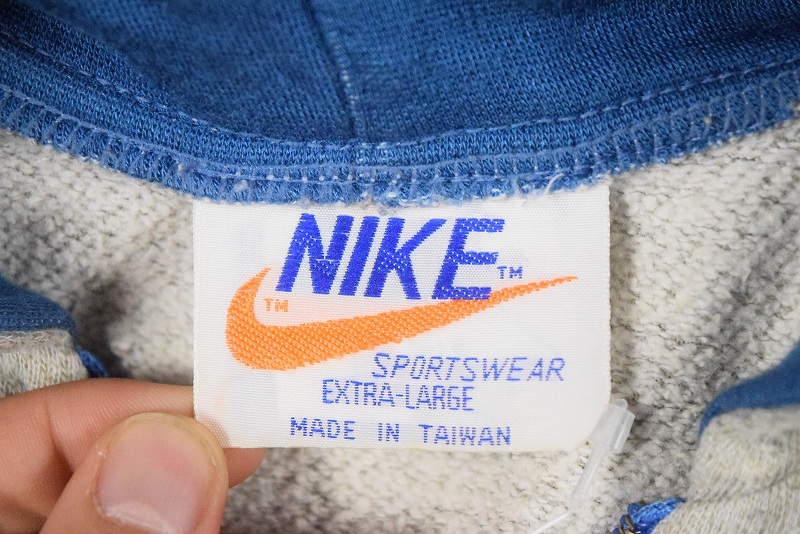 NIKE™
™
SPORTSWEAR
EXTRA-LARGE
MADE IN TAIWAN